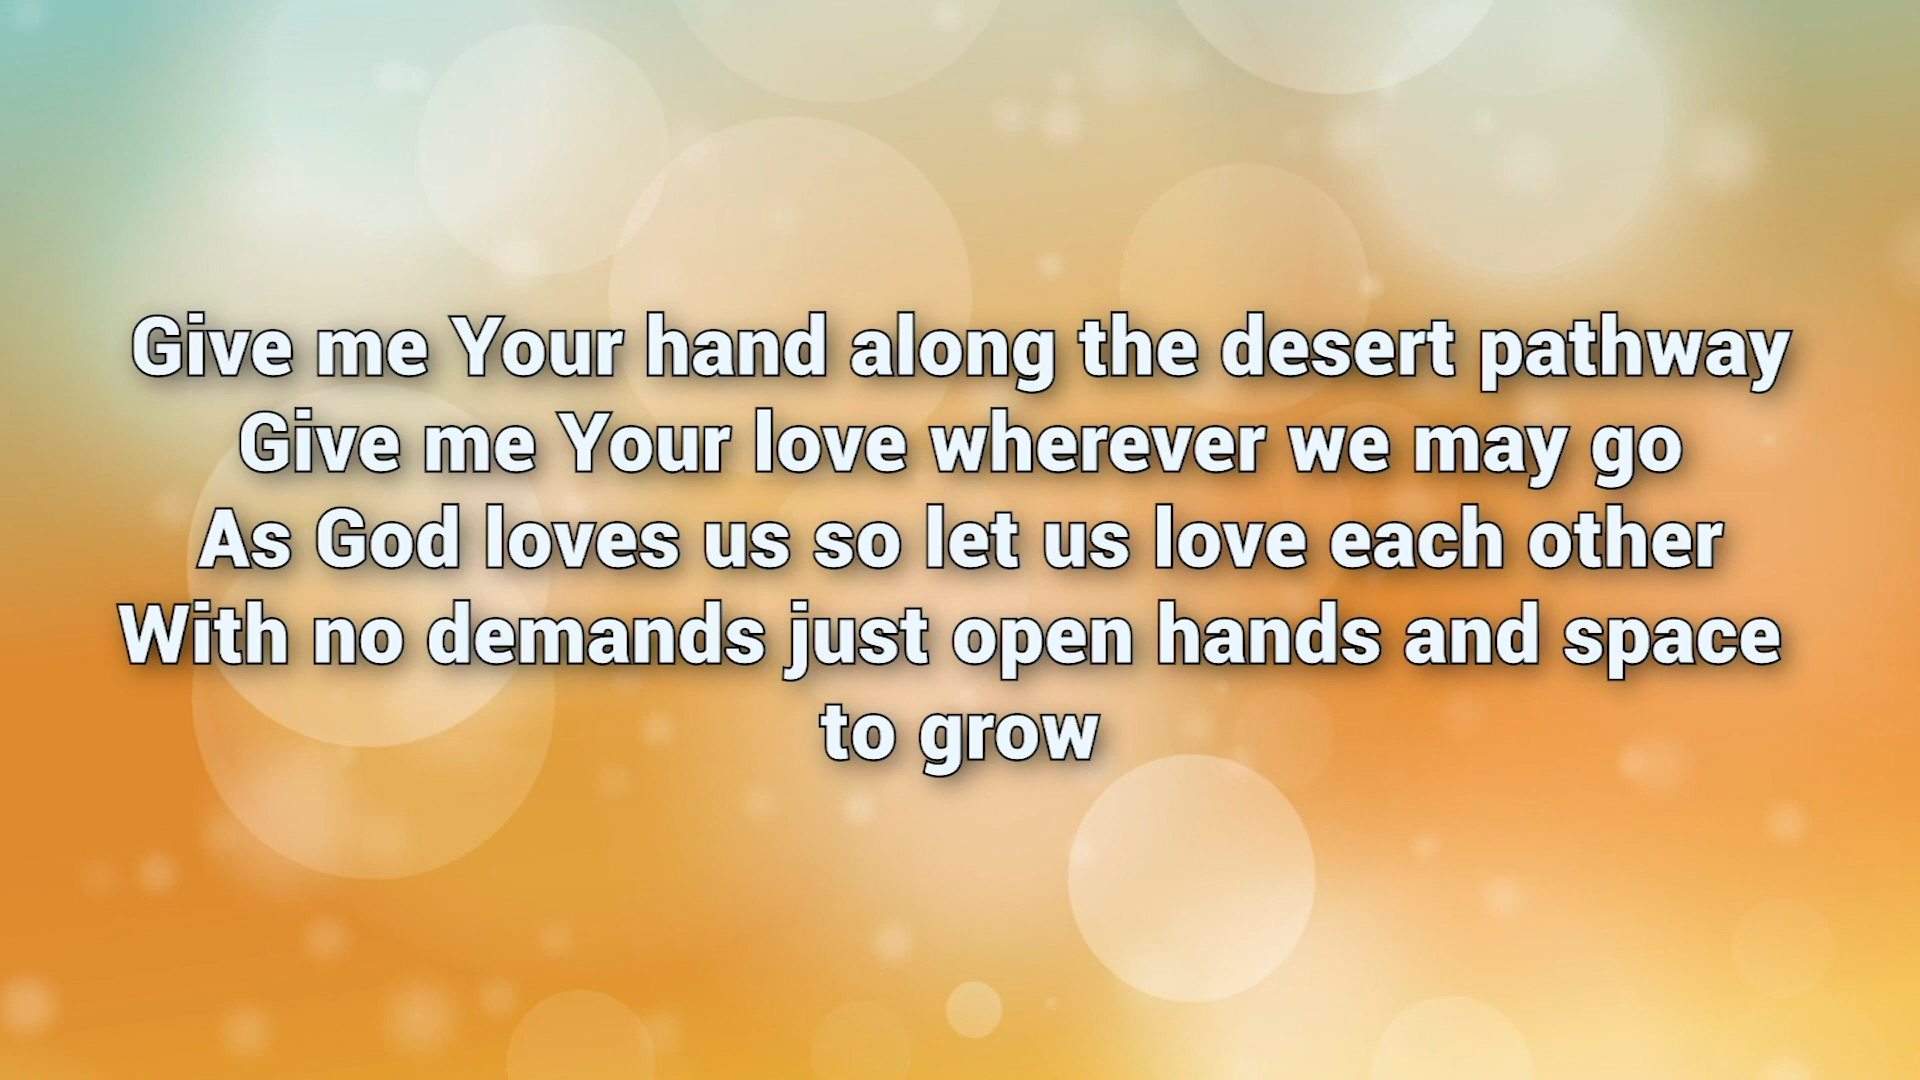 Give me Your hand along the desert pathway
Give me Your love wherever we may go
As God loves us so let us love each other
With no demands just open hands and space
to grow